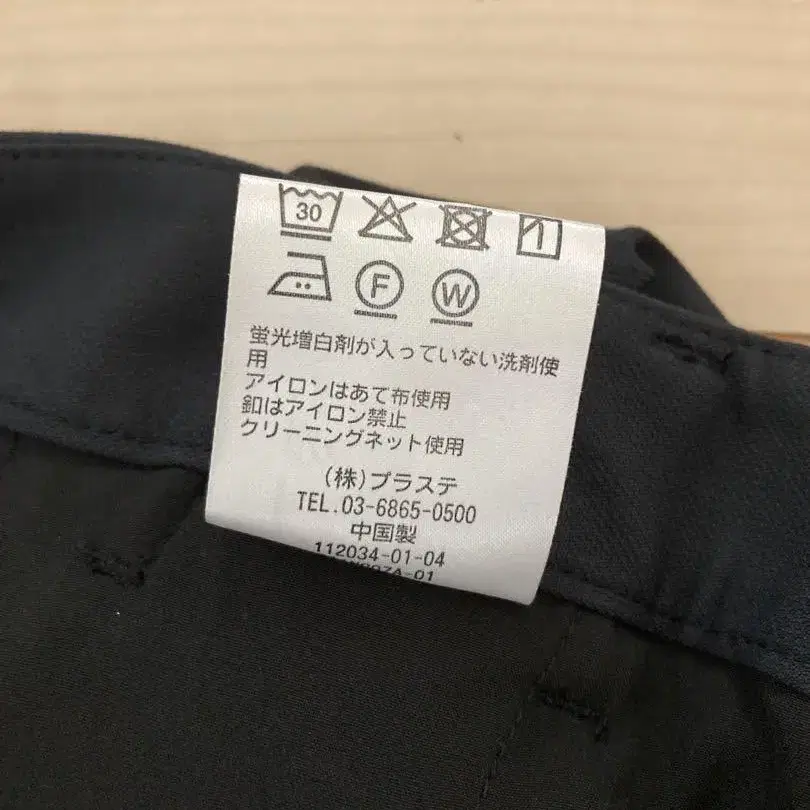 30
F W
蛍光増白剤が入っていない洗剤使
用
アイロンはあて布使用
釦はアイロン禁止
クリーニングネット使用
(株)プラステ
TEL.03-6865-0500
中国製
112034-01-04